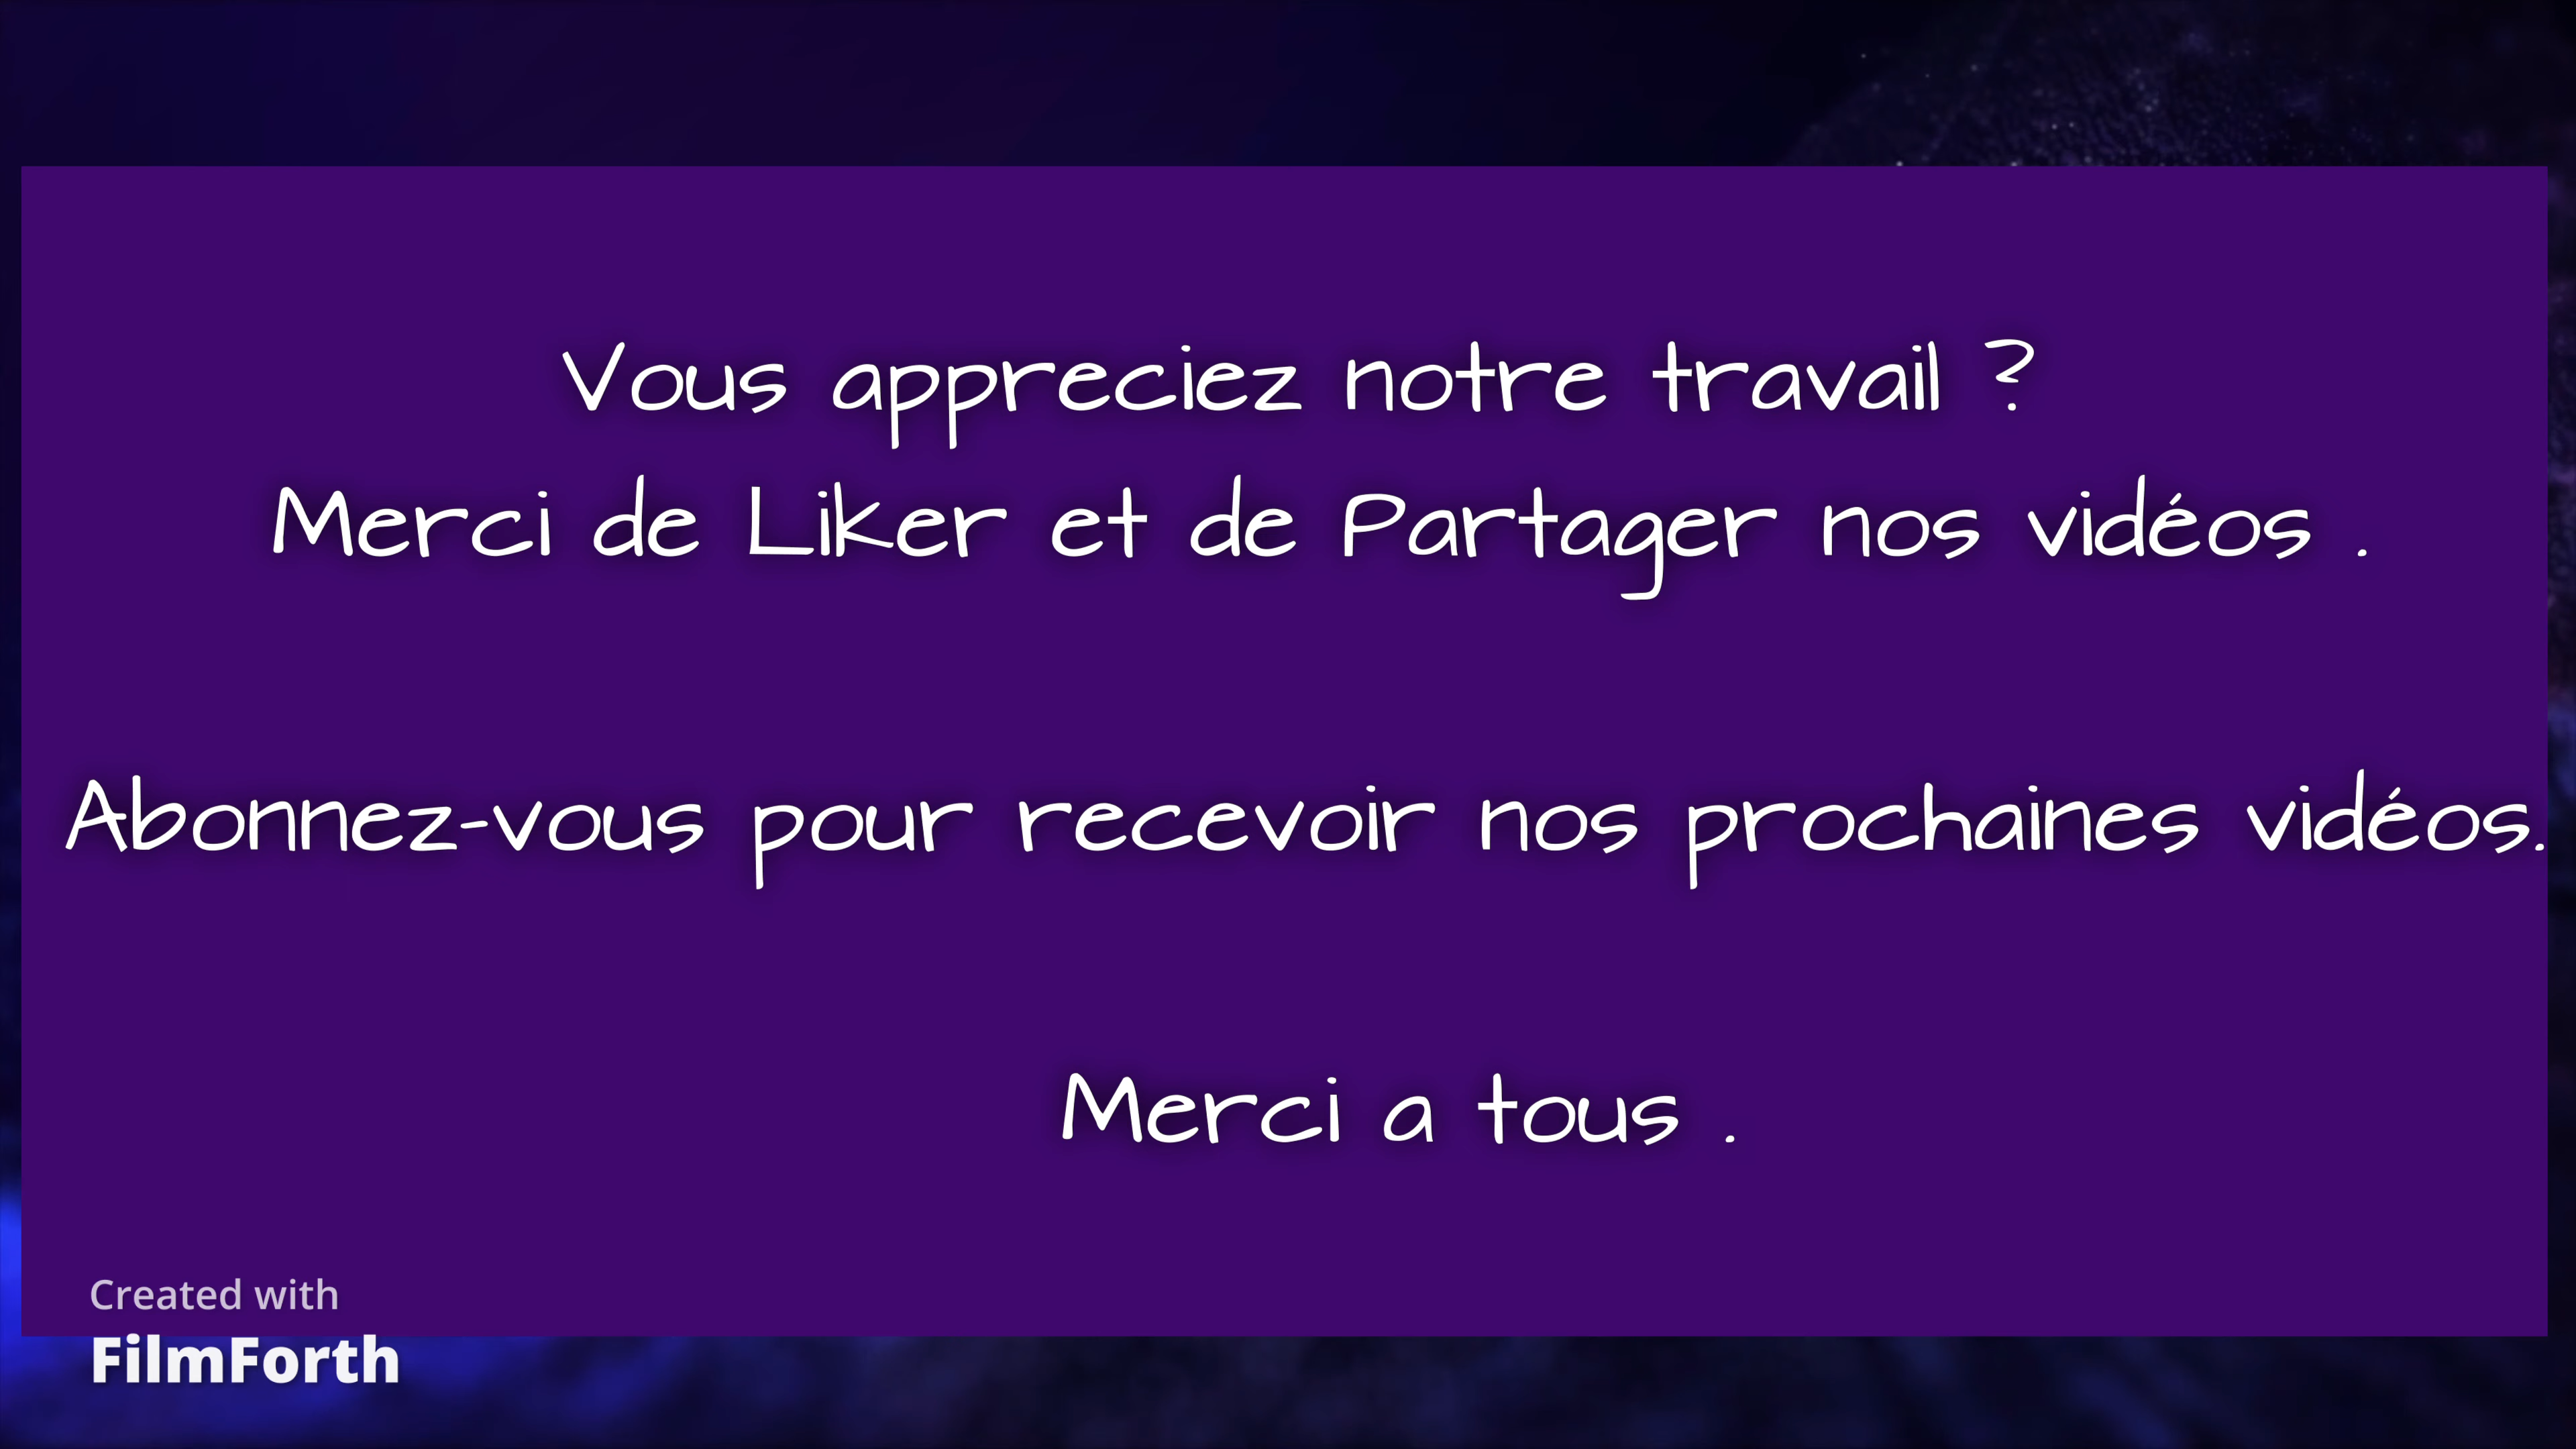 Vous appreciez notre travail ?
Merci de Liker et de Partager nos vidéos .
Abonnez-vous pour recevoir nos prochaines vidéos.
Merci a tous .
Created with
FilmForth